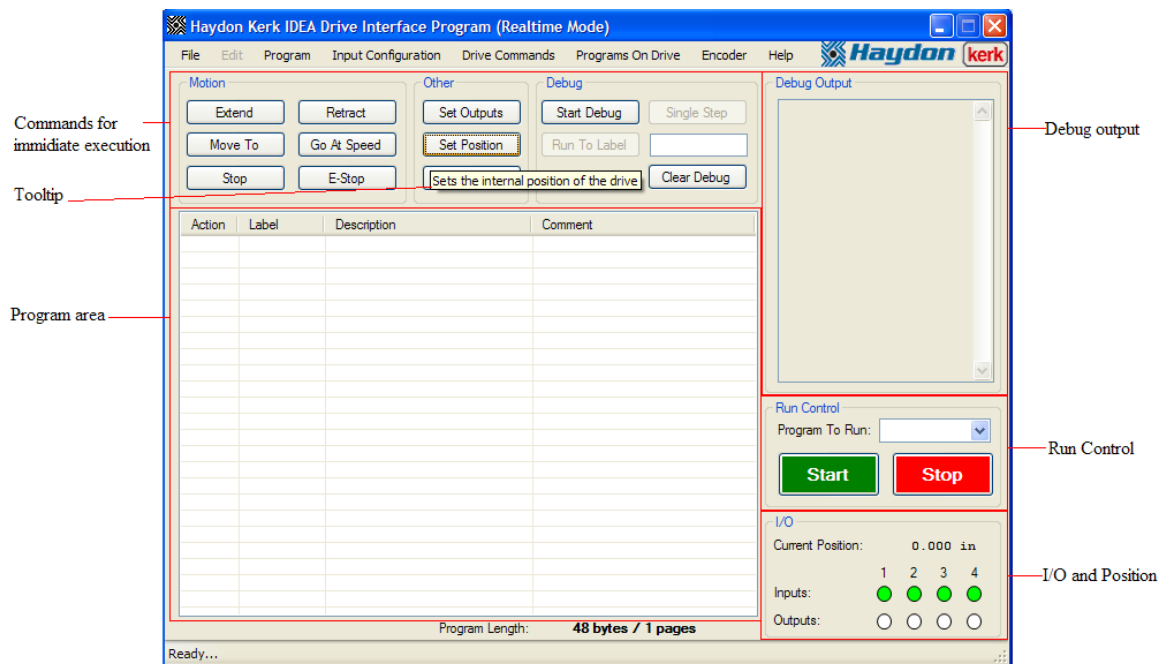 Haydon Kerk IDEA Drive Interface Program (Realtime Mode)
File Edit Program Input Configuration Drive Commands Programs On Drive Encoder Help Haydon kerk
Motion Other Debug Debug Output
Extend Retract Set Outputs Start Debug Single Step
Commands for
immidiate execution
Debug output
Move To Go At Speed Set Position Run To Label
Stop E-Stop Sets the internal position of the drive Clear Debug
Tooltip
Action Label Description Comment
Program area
Run Control
Program To Run:
Run Control
Start Stop
I/O
Current Position: 0.000 in
1 2 3 4
I/O and Position
Inputs:
Outputs:
Program Length: 48 bytes / 1 pages
Ready...